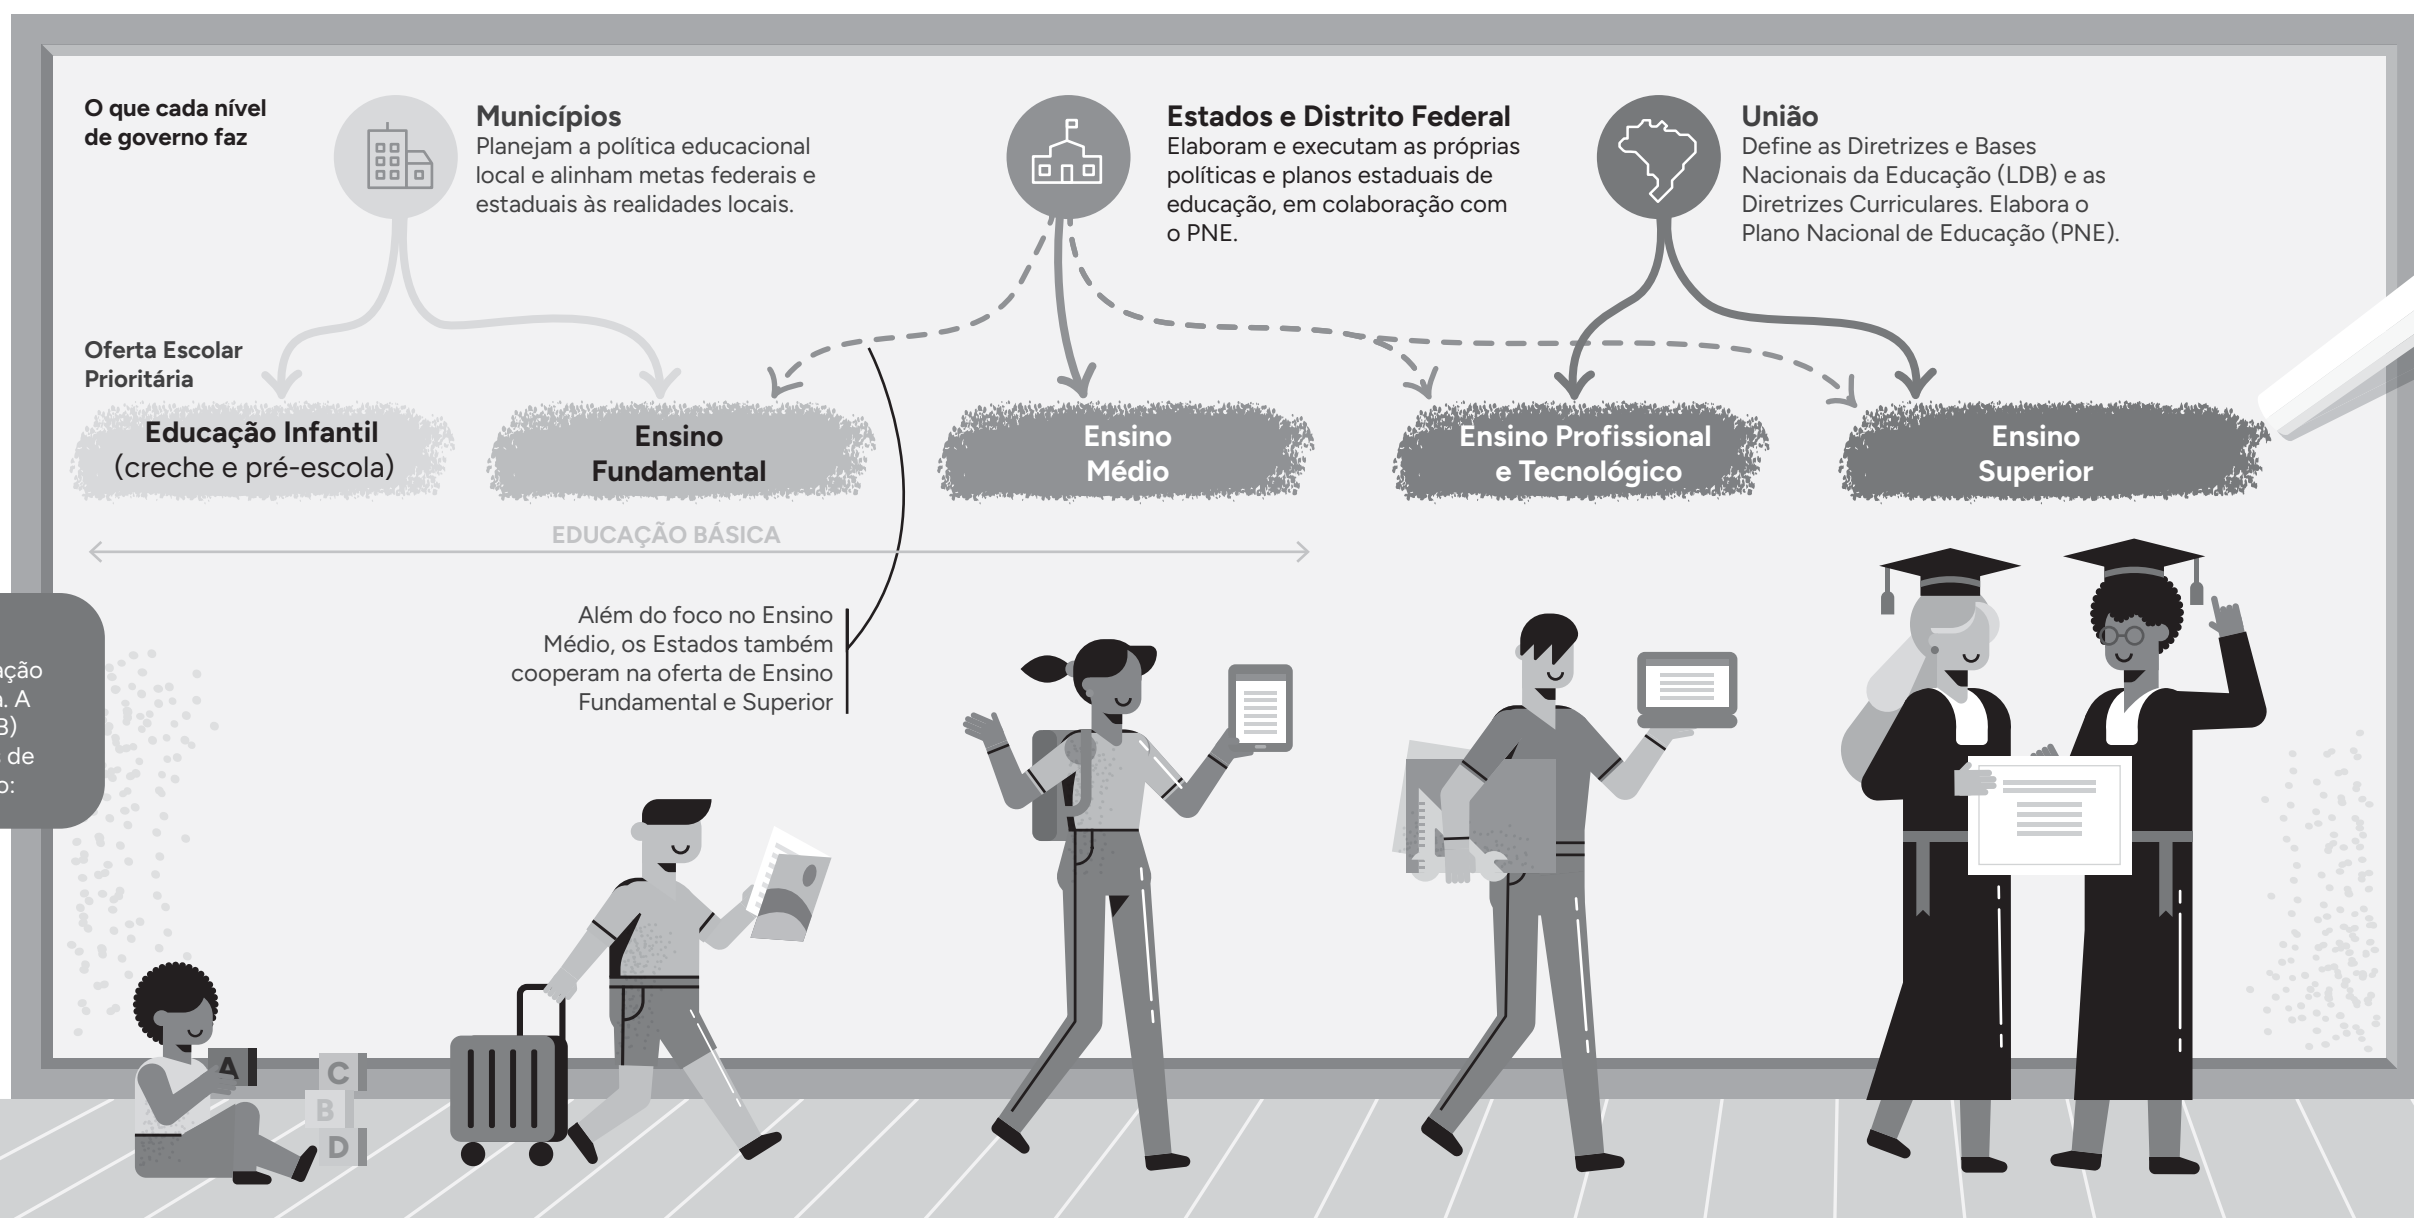 O que cada nível
de governo faz
Municípios
Planejam a política educacional
local e alinham metas federais e
estaduais às realidades locais.
Estados e Distrito Federal
Elaboram e executam as próprias
políticas e planos estaduais de
educação, em colaboração com
o PNE.
União
Define as Diretrizes e Bases
Nacionais da Educação (LDB) e as
Diretrizes Curriculares. Elabora o
Plano Nacional de Educação (PNE).
Oferta Escolar
Prioritária
Educação Infantil
(creche e pré-escola)
Ensino
Fundamental
Ensino
Médio
Ensino Profissional
e Tecnológico
Ensino
Superior
EDUCAÇÃO BÁSICA
Além do foco no Ensino
Médio, os Estados também
cooperam na oferta de Ensino
Fundamental e Superior
. A
de
A
C
B
D